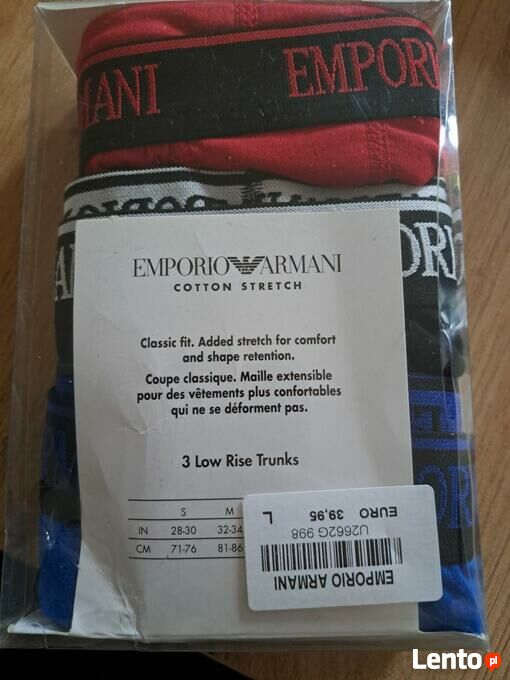 MANI EMPOR
EMPORIO ARMANI
COTTON STRETCH
Classic fit. Added stretch for comfort
and shape retention.
Coupe classique. Maille extensible
pour des vêtements plus confortables
qui ne se déforment pas.
3 Low Rise Trunks
S M
IN 28-30 32-34
CM 71-76 81-86
EMPORIO ARMANI
U2662G 998
EURO 39,95 L
Lento.pl